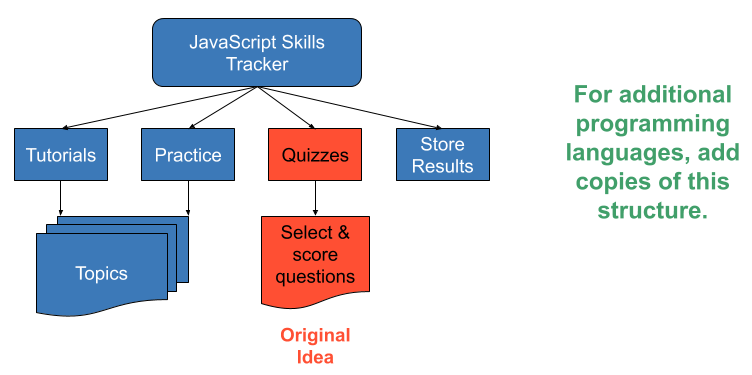 JavaScript Skills
Tracker
Tutorials
Practice
Quizzes
Store
Results
Topics
Select &
score
questions
Original
Idea
For additional
programming
languages, add
copies of this
structure.